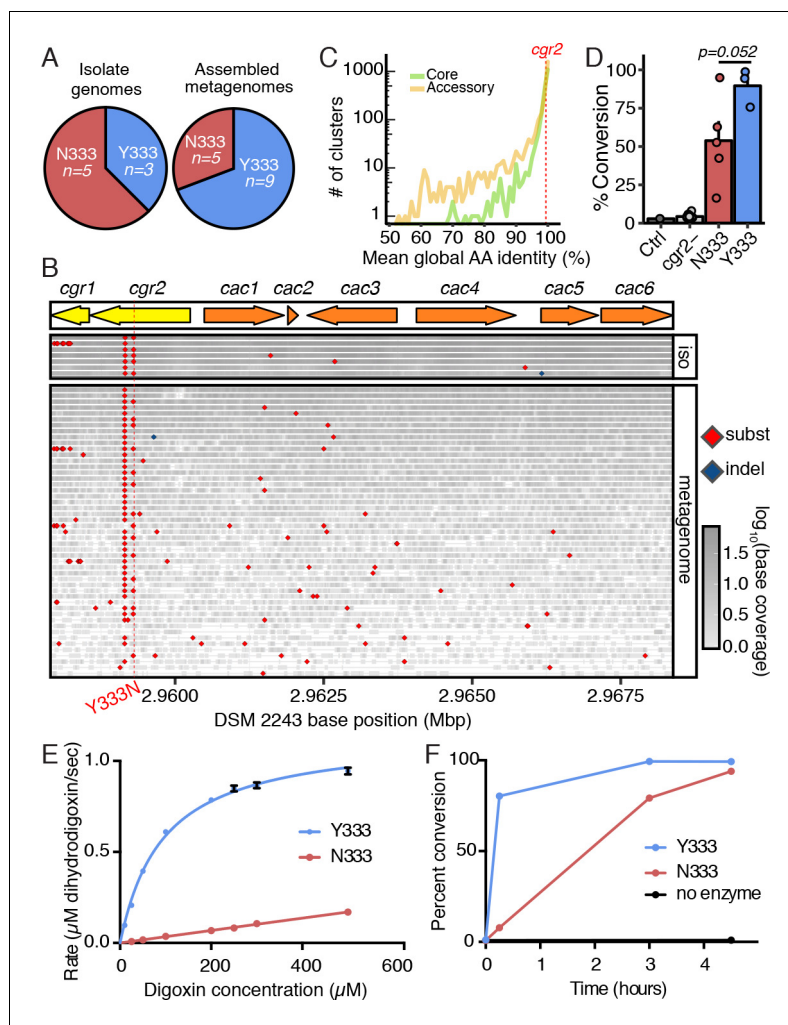 A
Isolate
genomes
N333
n=5
Y333
n=3
Assembled
metagenomes
N333
n=5
Y333
n=9
C
cgr2
# of clusters
1000
100
10
1
Core
Accessory
50 60 70 80 90 100
Mean global AA identity (%)
D
p=0.052
% Conversion
100
75
50
25
0
Ctrl
cgr2–
N333
Y333
B
cgr1 cgr2 cac1 cac2 cac3 cac4 cac5 cac6
iso
metagenome
subst
indel
log10(base coverage)
1.5
1.0
0.5
0.0
Y333N
2.9600 2.9625 2.9650 2.9675
DSM 2243 base position (Mbp)
E
Rate (µM dihydrodigoxin/sec)
1.0
0.5
0.0
Y333
N333
0 200 400 600
Digoxin concentration (µM)
F
Percent conversion
100
50
0
Y333
N333
no enzyme
0 1 2 3 4
Time (hours)